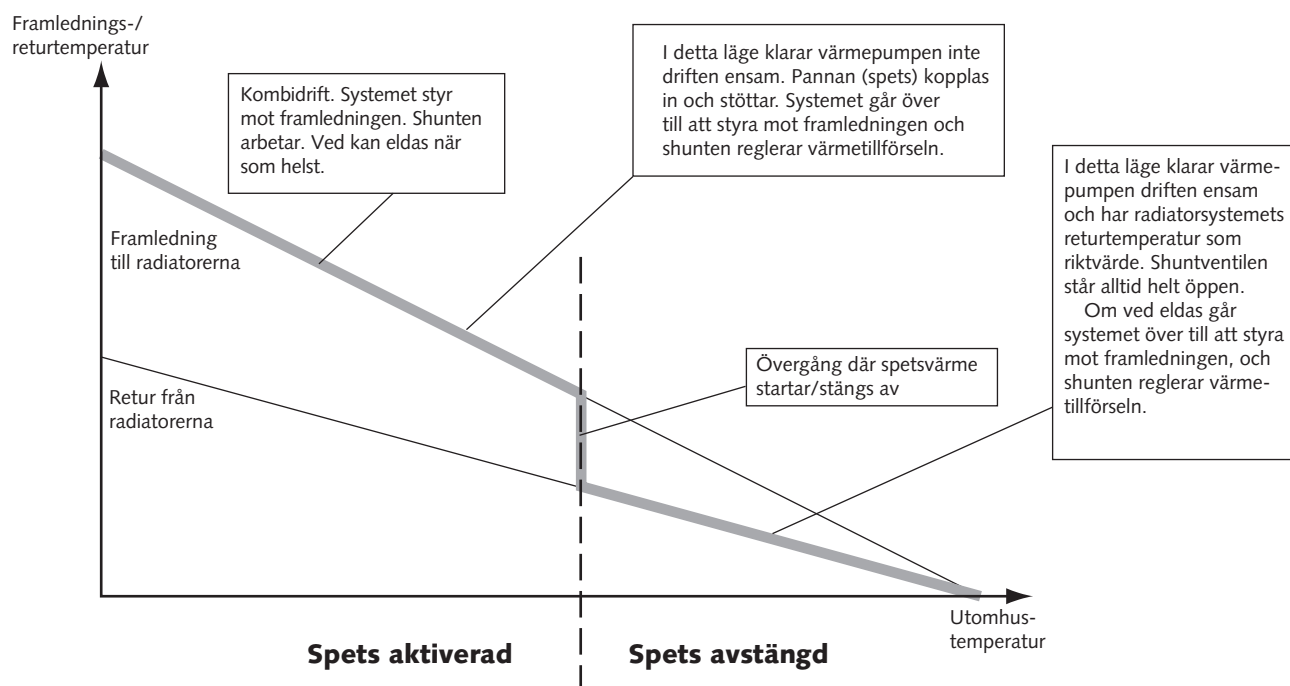 Framlednings-/
returtemperatur
Kombidrift. Systemet styr
mot framledningen. Shunten
arbetar. Ved kan eldas när
som helst.
I detta läge klarar värmepumpen inte
driften ensam. Pannan (spets) kopplas
in och stöttar. Systemet går över
till att styra mot framledningen och
shunten reglerar värmetillförseln.
I detta läge klarar värme-
pumpen driften ensam
och har radiatorsystemets
returtemperatur som
riktvärde. Shuntventilen
står alltid helt öppen.
Om ved eldas går
systemet över till att styra
mot framledningen, och
shunten reglerar värme-
tillförseln.
Framledning
till radiatorerna
Övergång där spetsvärme
startar/stängs av
Retur från
radiatorerna
Utomhus-
temperatur
Spets aktiverad
Spets avstängd